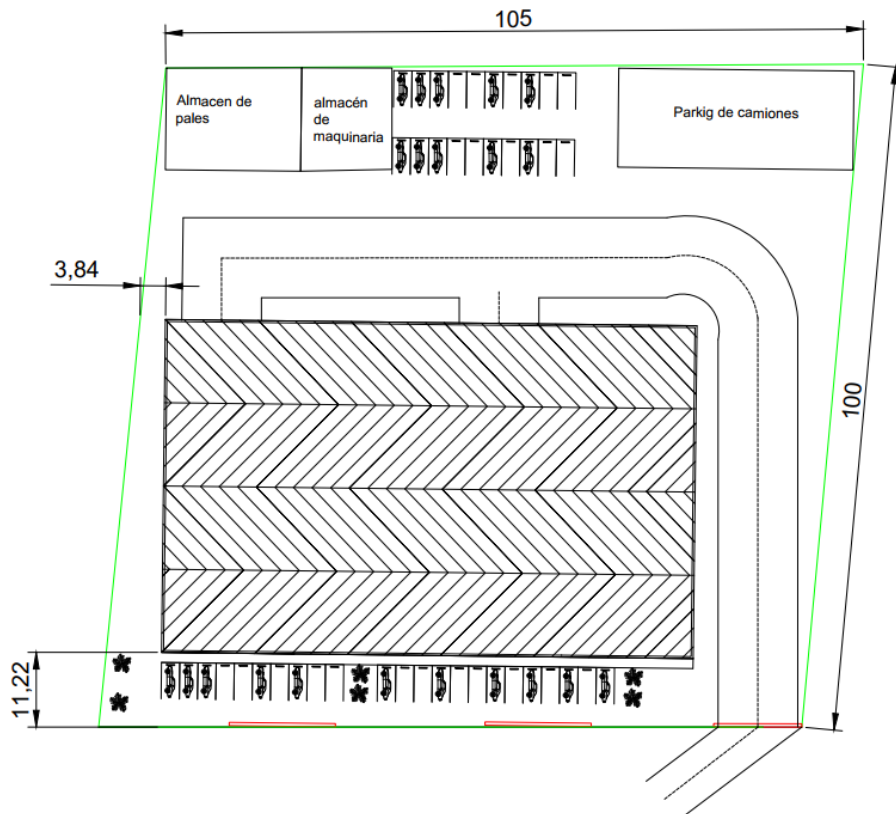 105
Almacen de
pales
almacén
de
maquinaria
Parkig de camiones
3,84
100
11,22